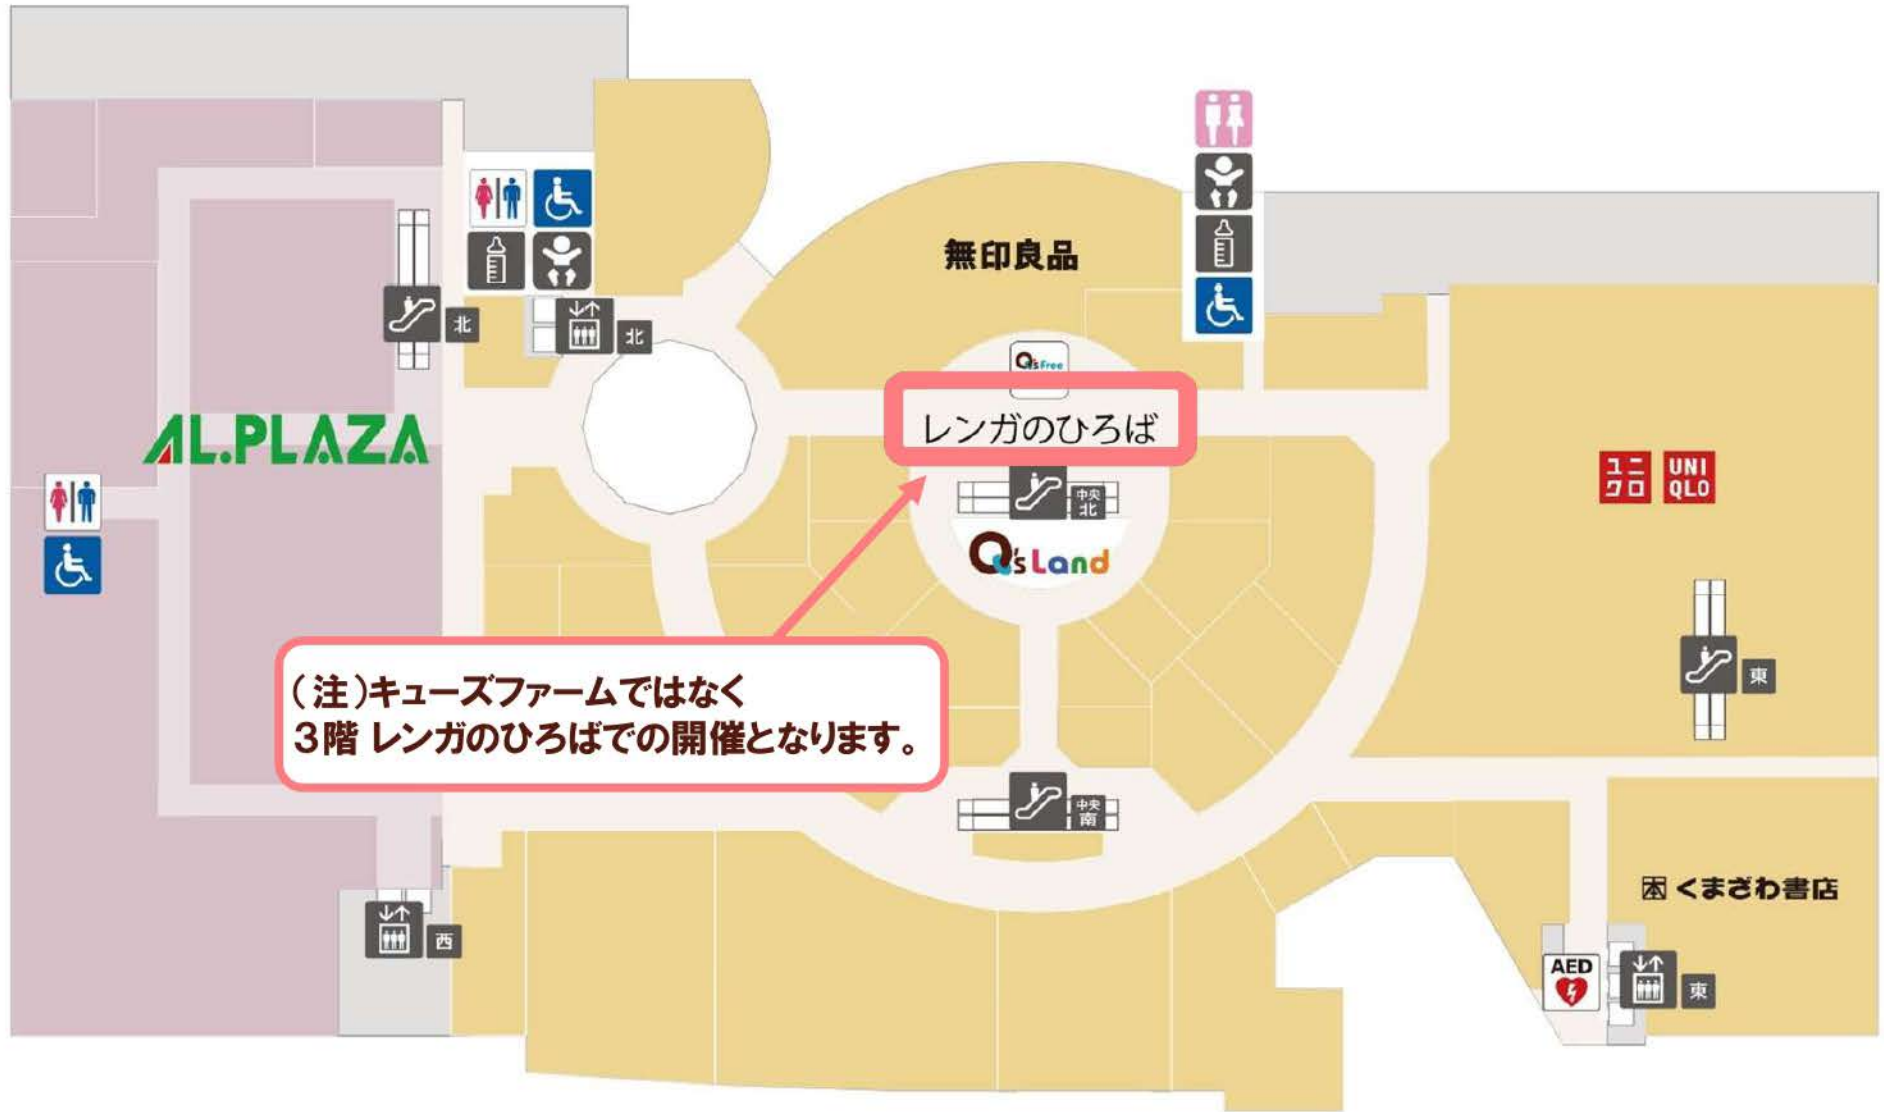 無印良品
北
北
Q's Free
レンガのひろば
AL.PLAZA
中央
北
ユニ
クロ
UNI
QLO
Q's Land
東
(注)キューズファームではなく
3階 レンガのひろばでの開催となります。
中央
南
本 くまざわ書店
西
AED
東